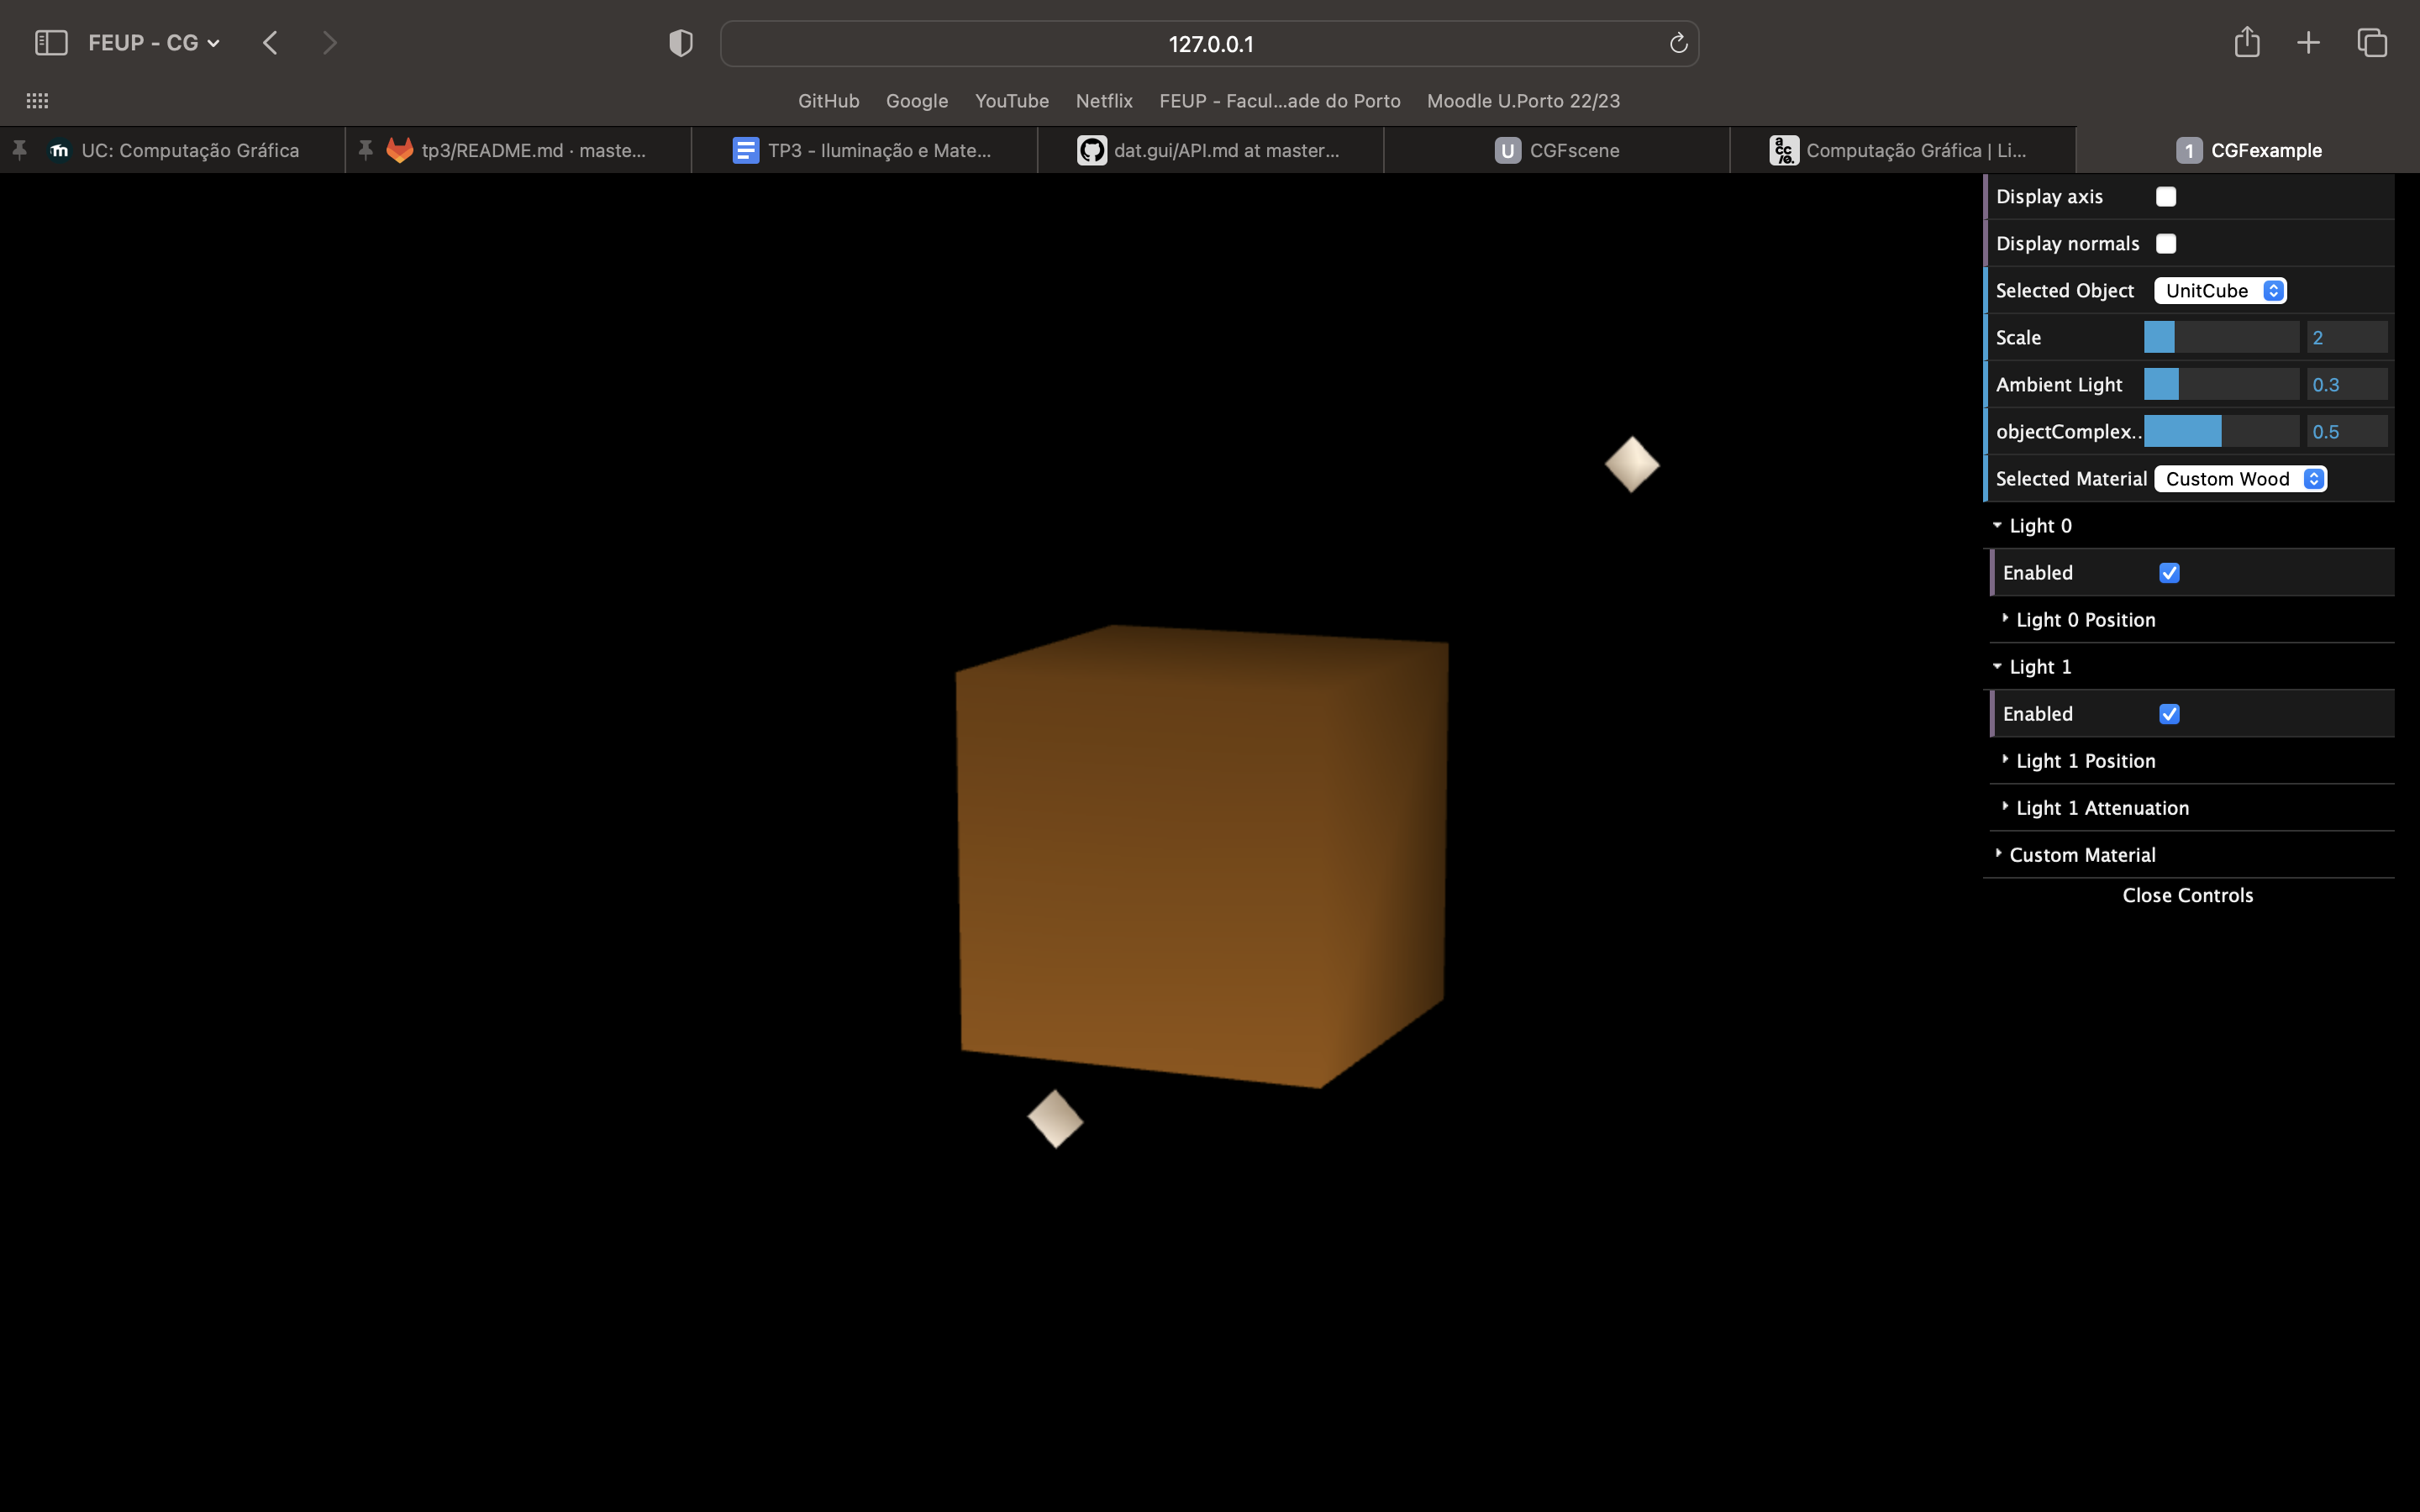 FEUP - CG
127.0.0.1
GitHub Google YouTube Netflix FEUP - Facul...ade do Porto Moodle U.Porto 22/23
UC: Computação Gráfica tp3/README.md · maste... TP3 - Iluminação e Mate... dat.gui/API.md at master... U CGFscene acc/o. Computação Gráfica | Li... 1 CGFexample
Display axis
Display normals
Selected Object UnitCube
Scale 2
Ambient Light 0.3
objectComplex.. 0.5
Selected Material Custom Wood
Light 0
Enabled
Light 0 Position
Light 1
Enabled
Light 1 Position
Light 1 Attenuation
Custom Material
Close Controls